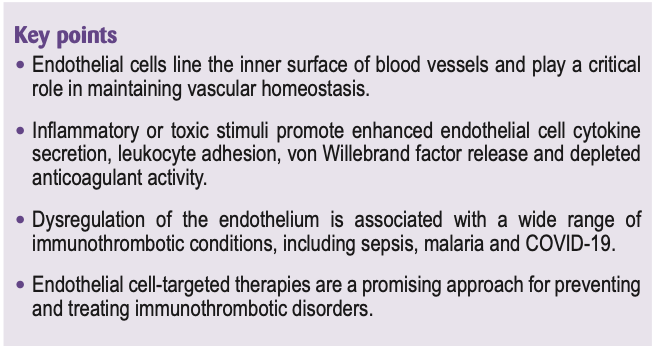 Key points
• Endothelial cells line the inner surface of blood vessels and play a critical
role in maintaining vascular homeostasis.
• Inflammatory or toxic stimuli promote enhanced endothelial cell cytokine
secretion, leukocyte adhesion, von Willebrand factor release and depleted
anticoagulant activity.
• Dysregulation of the endothelium is associated with a wide range of
immunothrombotic conditions, including sepsis, malaria and COVID-19.
• Endothelial cell-targeted therapies are a promising approach for preventing
and treating immunothrombotic disorders.